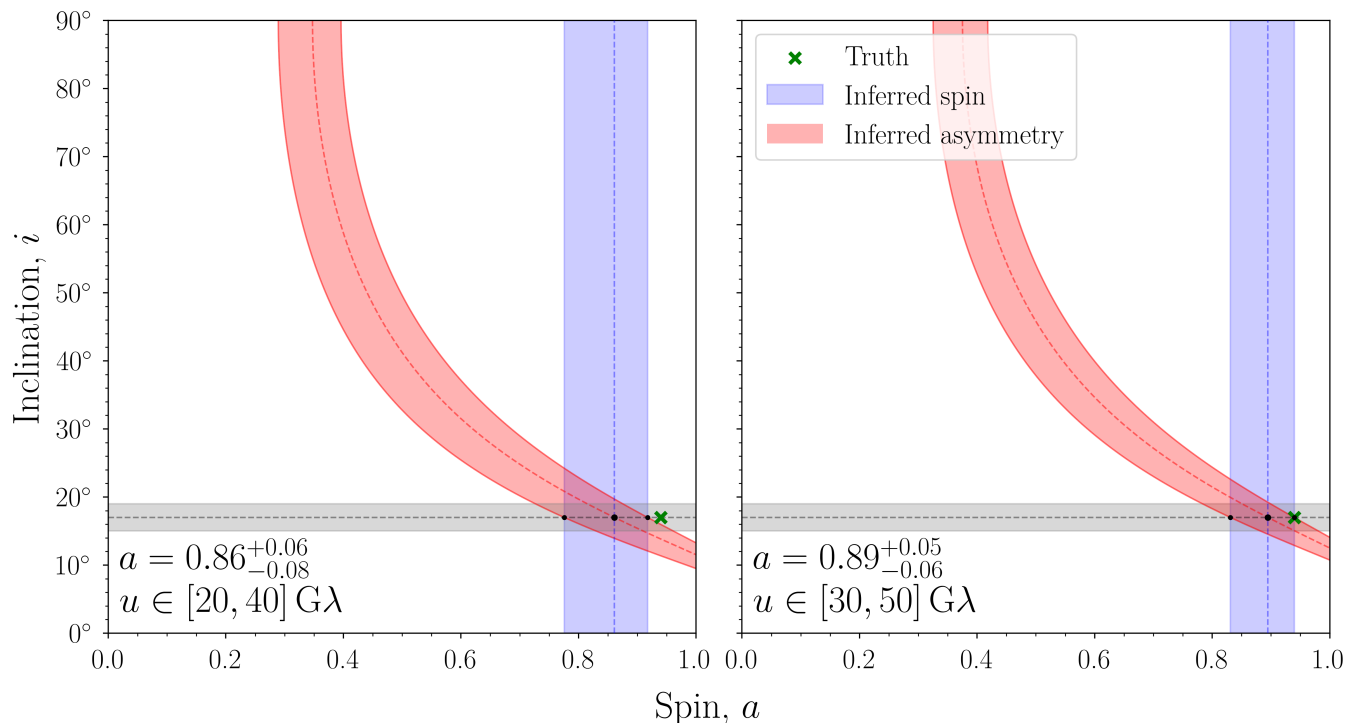 90°
80°
70°
60°
50°
40°
30°
20°
10°
0°
Inclination, i
a = 0.86^{+0.06}_{-0.08}
u ∈ [20, 40] Gλ
0.0 0.2 0.4 0.6 0.8 1.0
Truth
Inferred spin
Inferred asymmetry
a = 0.89^{+0.05}_{-0.06}
u ∈ [30, 50] Gλ
0.0 0.2 0.4 0.6 0.8 1.0
Spin, a